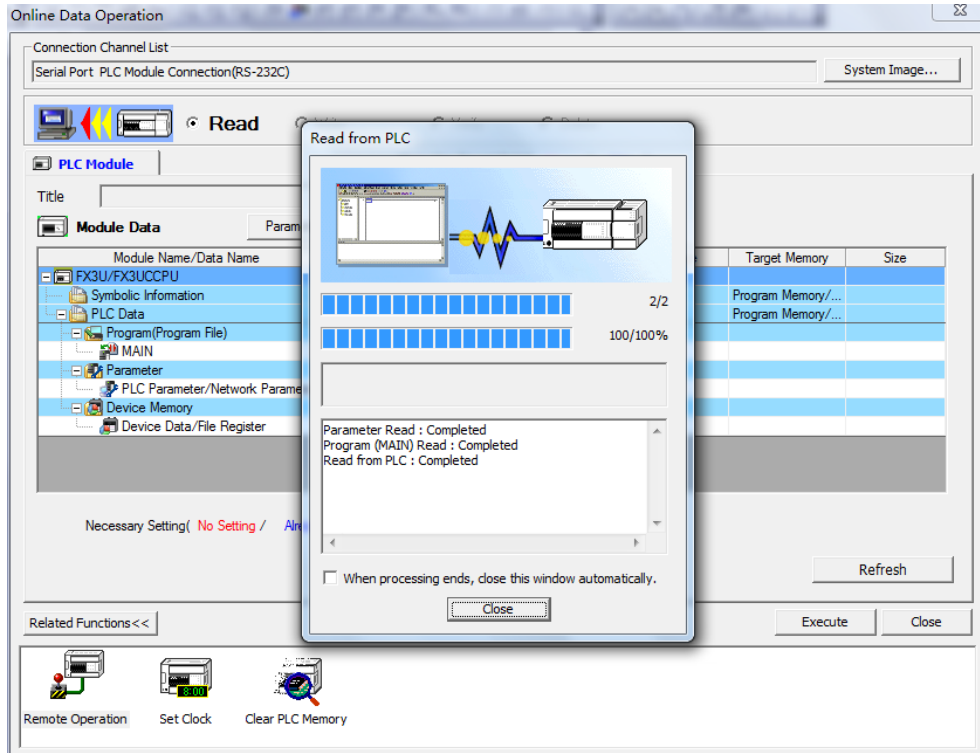 Online Data Operation
Connection Channel List
Serial Port PLC Module Connection(RS-232C)
System Image...
Read
Read from PLC
PLC Module
Title
Module Data
Param
Module Name/Data Name
Target Memory
Size
FX3U/FX3UCCPU
Symbolic Information
Program Memory/...
PLC Data
Program Memory/...
Program(Program File)
MAIN
Parameter
PLC Parameter/Network Parame
Device Memory
Device Data/File Register
2/2
100/100%
Parameter Read : Completed
Program (MAIN) Read : Completed
Read from PLC : Completed
Necessary Setting( No Setting /
When processing ends, close this window automatically.
Close
Refresh
Related Functions<<
Execute
Close
8:00
Remote Operation
Set Clock
Clear PLC Memory